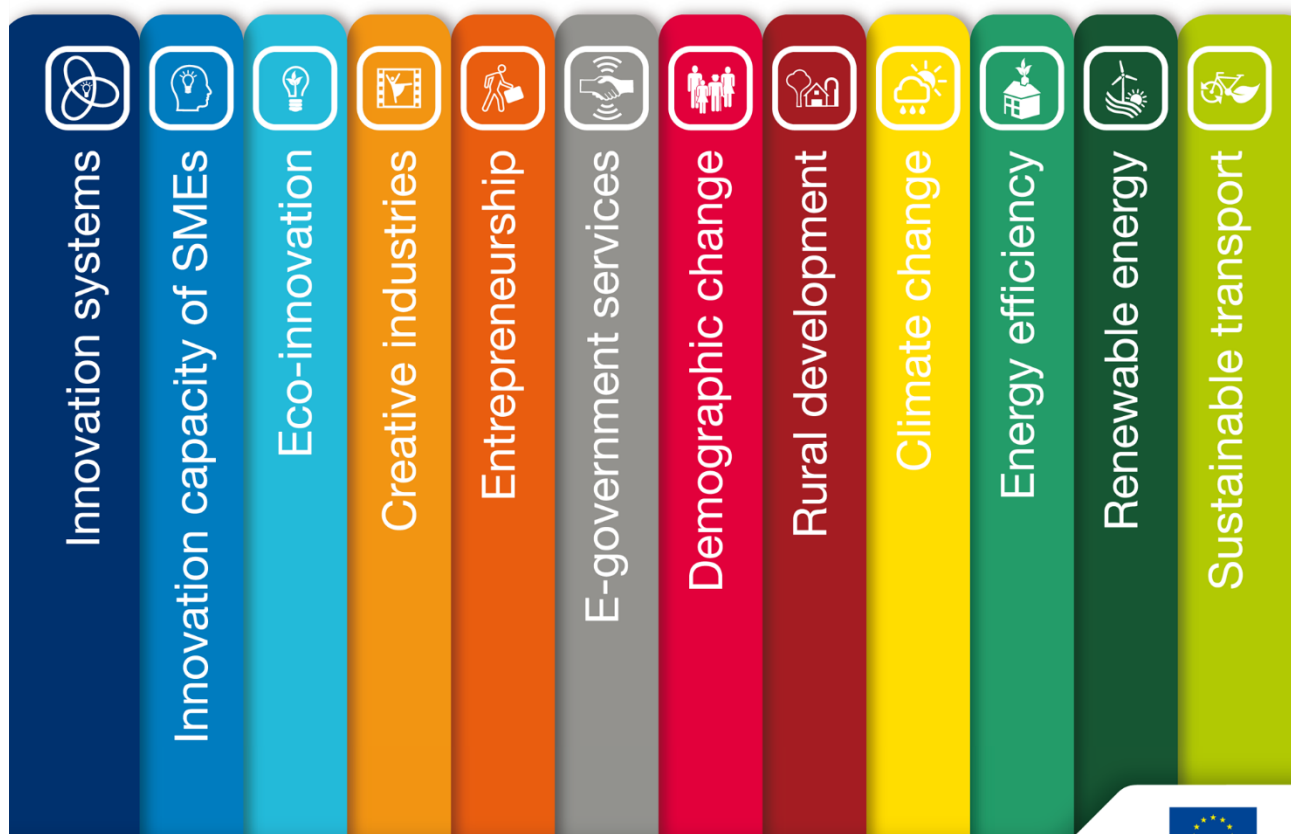 Innovation systems
Innovation capacity of SMEs
Eco-innovation
Creative industries
Entrepreneurship
E-government services
Demographic change
Rural development
Climate change
Energy efficiency
Renewable energy
Sustainable transport